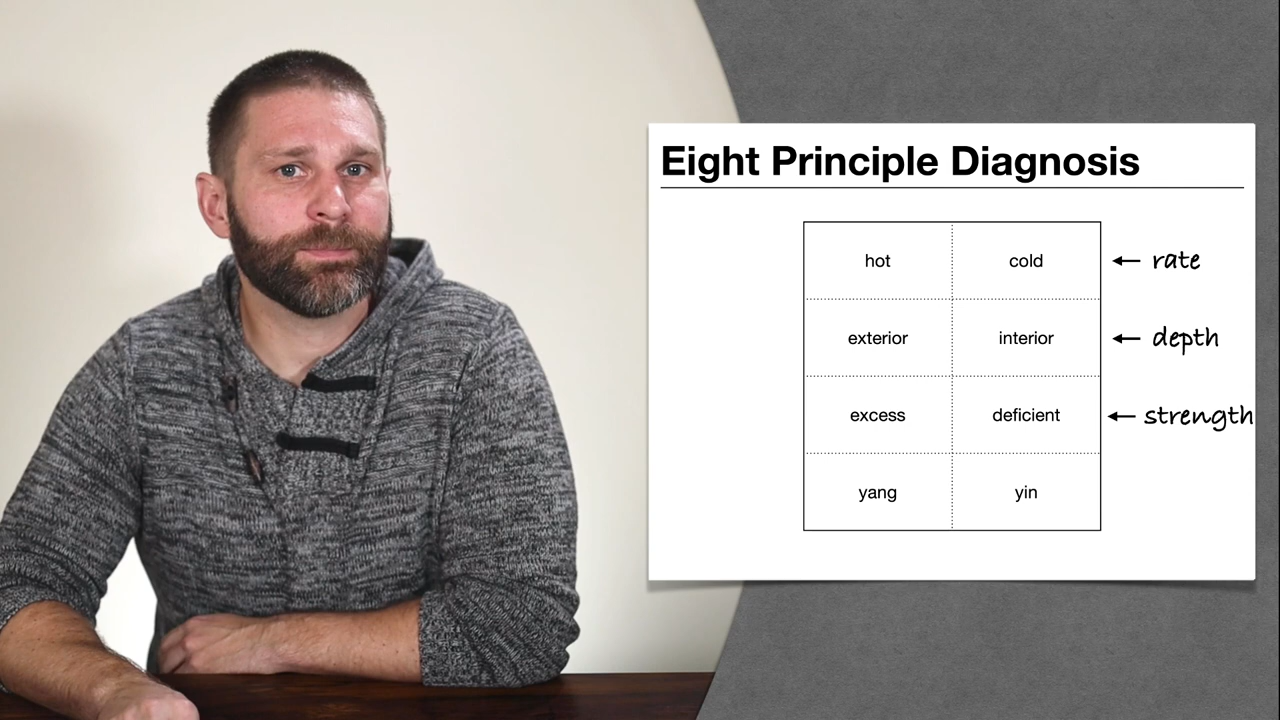 Eight Principle Diagnosis
hot cold ← rate
exterior interior ← depth
excess deficient ← strength
yang yin